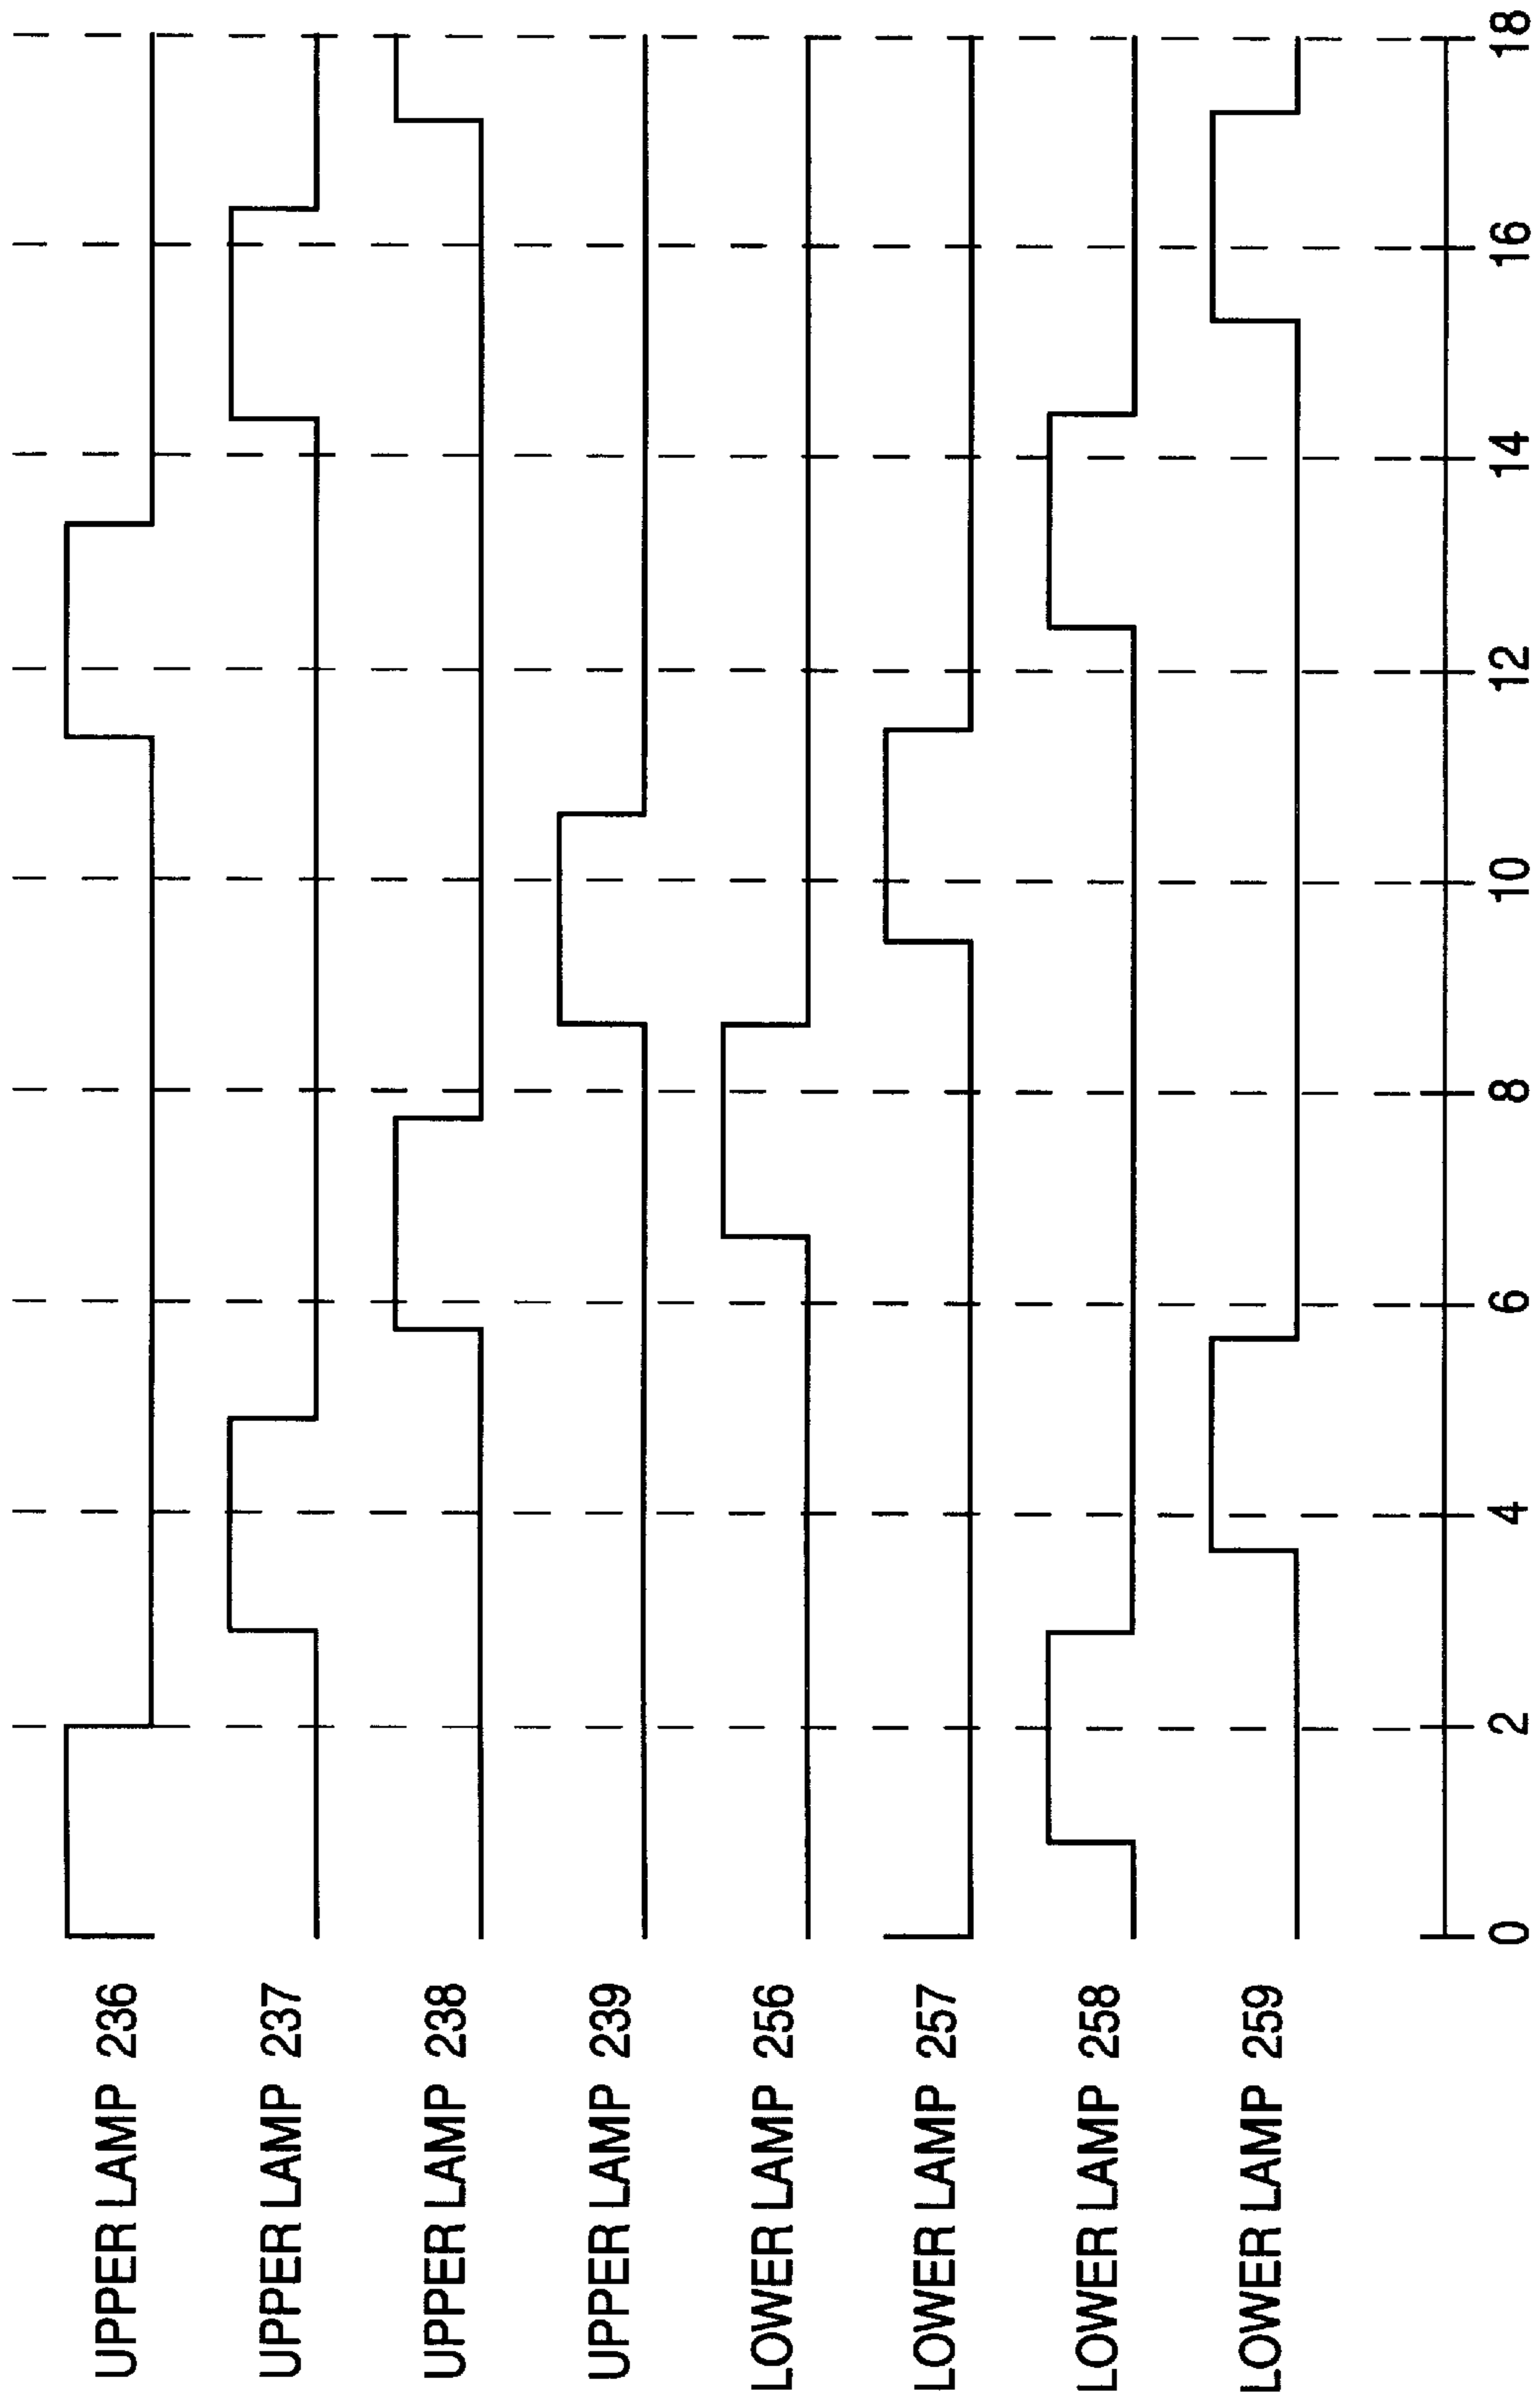 UPPER LAMP 236
UPPER LAMP 237
UPPER LAMP 238
UPPER LAMP 239
LOWER LAMP 256
LOWER LAMP 257
LOWER LAMP 258
LOWER LAMP 259
0 2 4 6 8 10 12 14 16 18